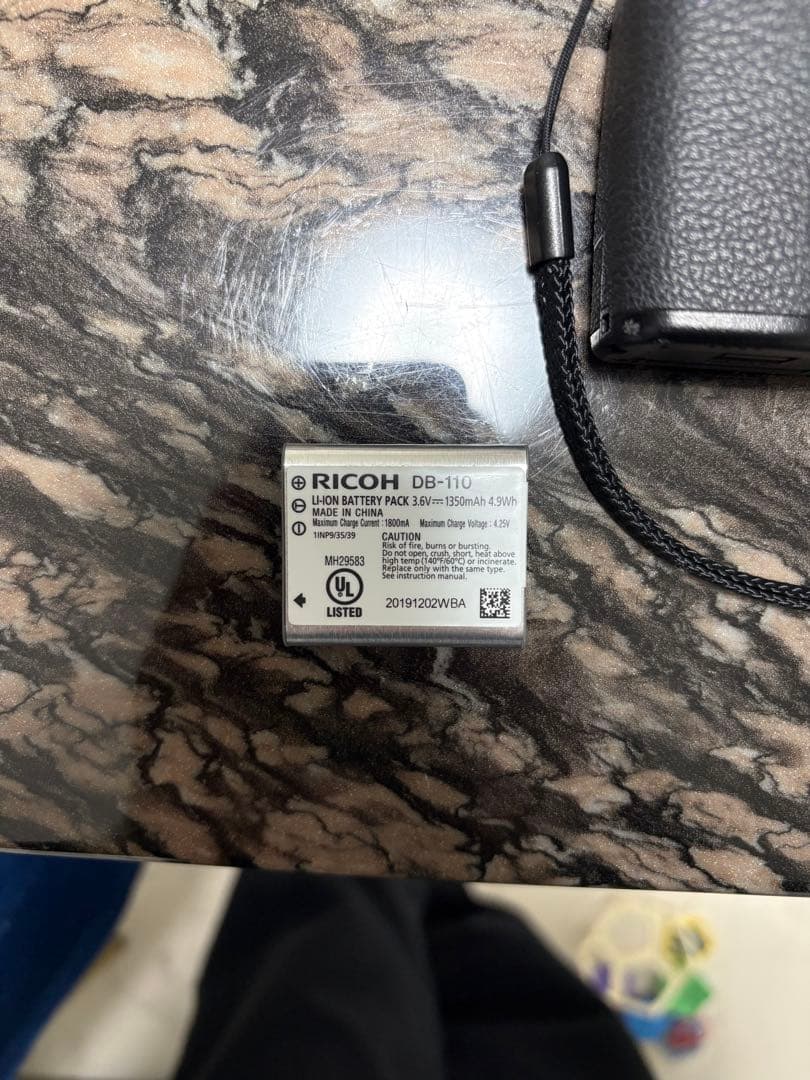 RICOH DB-110
LI-ION BATTERY PACK 3.6V⎓1350mAh 4.9Wh
MADE IN CHINA
Maximum Charge Current : 1800mA Maximum Charge Voltage : 4.25V
1INP9/35/39
CAUTION
Risk of fire, burns or bursting.
Do not open, crush, short, heat above
high temp (140°F/60°C) or incinerate.
Replace only with the same type.
See instruction manual.
MH29583
UL
LISTED
20191202WBA